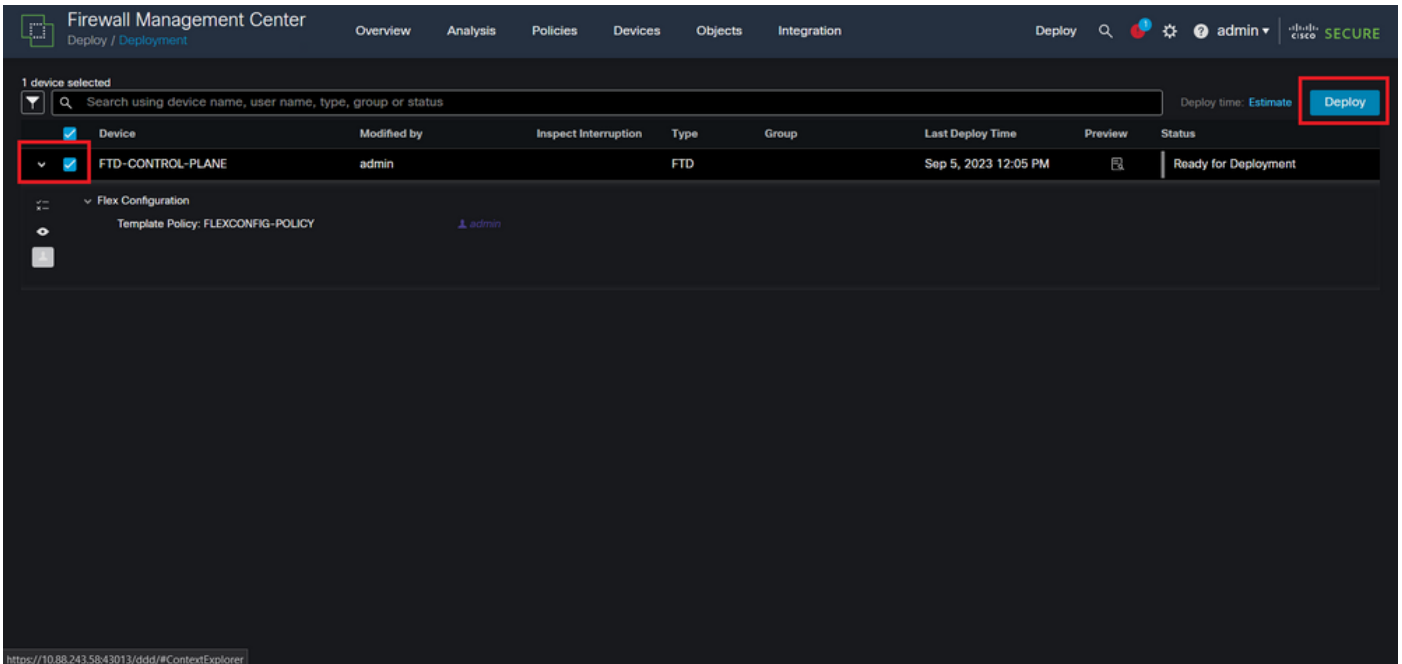 Firewall Management Center
Deploy / Deployment
Overview Analysis Policies Devices Objects Integration Deploy 1 admin cisco SECURE
1 device selected
Search using device name, user name, type, group or status Deploy time: Estimate Deploy
Device Modified by Inspect Interruption Type Group Last Deploy Time Preview Status
FTD-CONTROL-PLANE admin FTD Sep 5, 2023 12:05 PM Ready for Deployment
Flex Configuration
Template Policy: FLEXCONFIG-POLICY admin
https://10.88.243.58:43013/ddd/#ContextExplorer